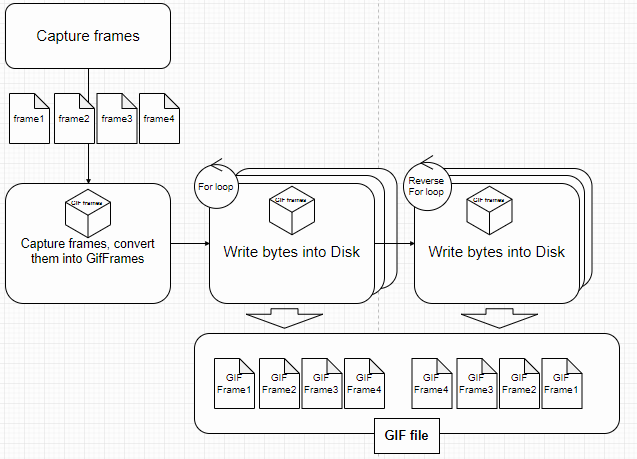 Capture frames
frame1
frame2
frame3
frame4
GIF frames
Capture frames, convert
them into GifFrames
For loop
GIF frames
Write bytes into Disk
Reverse
For loop
GIF frames
Write bytes into Disk
GIF
Frame1
GIF
Frame2
GIF
Frame3
GIF
Frame4
GIF
Frame4
GIF
Frame3
GIF
Frame2
GIF
Frame1
GIF file